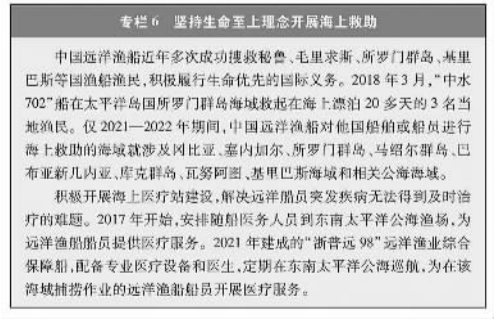 专栏6 坚持生命至上理念开展海上救助
中国远洋渔船近年多次成功搜救秘鲁、毛里求斯、所罗门群岛、基里
巴斯等国渔船渔民,积极履行生命优先的国际义务。2018年3月,“中水
702”船在太平洋岛国所罗门群岛海域救起在海上漂泊20多天的3名当
地渔民。仅2021—2022年期间,中国远洋渔船对他国船舶或船员进行
海上救助的海域就涉及冈比亚、塞内加尔、所罗门群岛、马绍尔群岛、巴
布亚新几内亚、库克群岛、瓦努阿图、基里巴斯海域和相关公海海域。
积极开展海上医疗站建设,解决远洋船员突发疾病无法得到及时治
疗的难题。2017年开始,安排随船医务人员到东南太平洋公海渔场,为
远洋渔船船员提供医疗服务。2021年建成的“浙普远98”远洋渔业综合
保障船,配备专业医疗设备和医生,定期在东南太平洋公海巡航,为在该
海域捕捞作业的远洋渔船船员开展医疗服务。